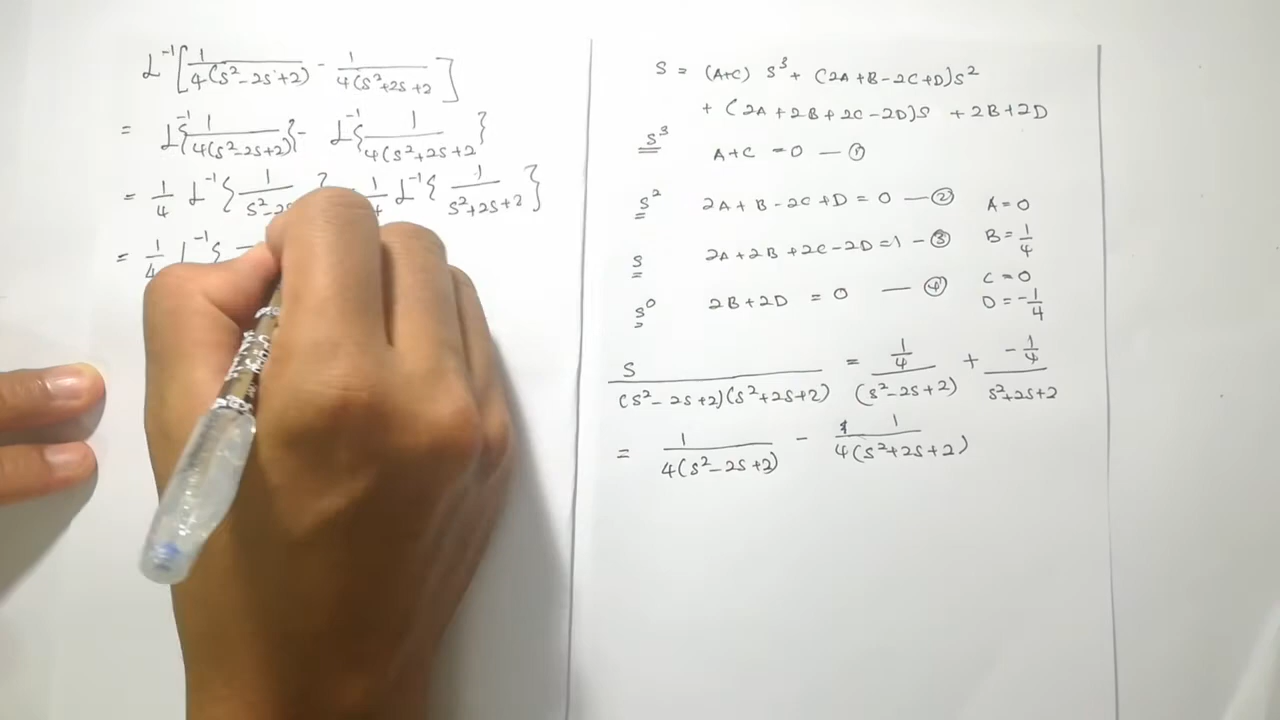 L⁻¹[ 1/4(s²-2s+2) - 1/4(s²+2s+2 ]
= L⁻¹{ 1/4(s²-2s+2) } - L⁻¹{ 1/4(s²+2s+2 }
= 1/4 L⁻¹{ 1/s²-2s } 1/4 L⁻¹{ 1/s²+2s+2 }
= 1/4 L⁻¹{
s = (A+C) s³ + (2A+B-2C+D)s²
+ (2A+2B+2C-2D)s + 2B+2D
s³ A+C = 0 — ①
s² 2A+B-2C+D = 0 — ②
s 2A+2B+2C-2D=1 — ③
s⁰ 2B+2D = 0 — ④
A=0
B=1/4
C=0
D=-1/4
s/(s²-2s+2)(s²+2s+2) = 1/4/(s²-2s+2) + -1/4/s²+2s+2
= 1/4(s²-2s+2) - 1/4(s²+2s+2)